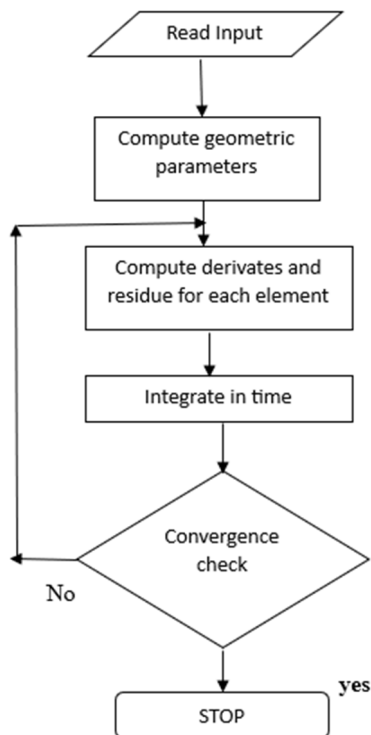 Read Input
Compute geometric
parameters
Compute derivates and
residue for each element
Integrate in time
Convergence
check
No
yes
STOP